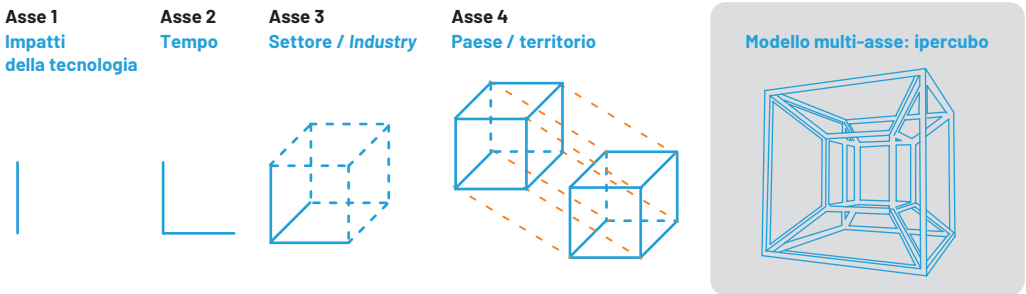 Asse 1
Impatti
della tecnologia
Asse 2
Tempo
Asse 3
Settore / Industry
Asse 4
Paese / territorio
Modello multi-asse: ipercubo